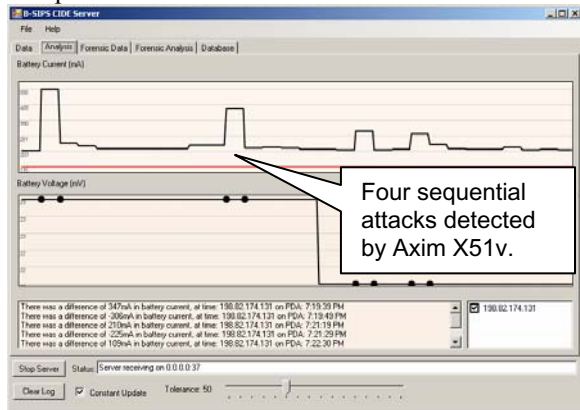 B-SIPS CIDE Server
File Help
Data Analysis Forensic Data Forensic Analysis Database
Battery Current (mA)
Four sequential
attacks detected
by Axim X51v.
Battery Voltage (mV)
There was a difference of 347mA in battery current, at time: 198.82.174.131 on PDA: 7:19:39 PM
There was a difference of -306mA in battery current, at time: 198.82.174.131 on PDA: 7:19:49 PM
There was a difference of 210mA in battery current, at time: 198.82.174.131 on PDA: 7:21:19 PM
There was a difference of -225mA in battery current, at time: 198.82.174.131 on PDA: 7:21:29 PM
There was a difference of 109mA in battery current, at time: 198.82.174.131 on PDA: 7:22:30 PM
198.82.174.131
Stop Server Status: Server receiving on 0.0.0.0:37
Clear Log Constant Update Tolerance: 50